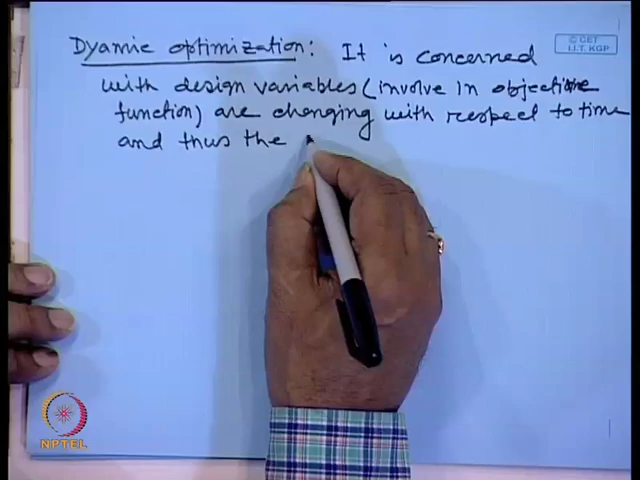 Dyamic optimization: It is concerned
with design variables (involve in objective
function) are changing with respect to time
and thus the
© CET
I.I.T. KGP
NPTEL